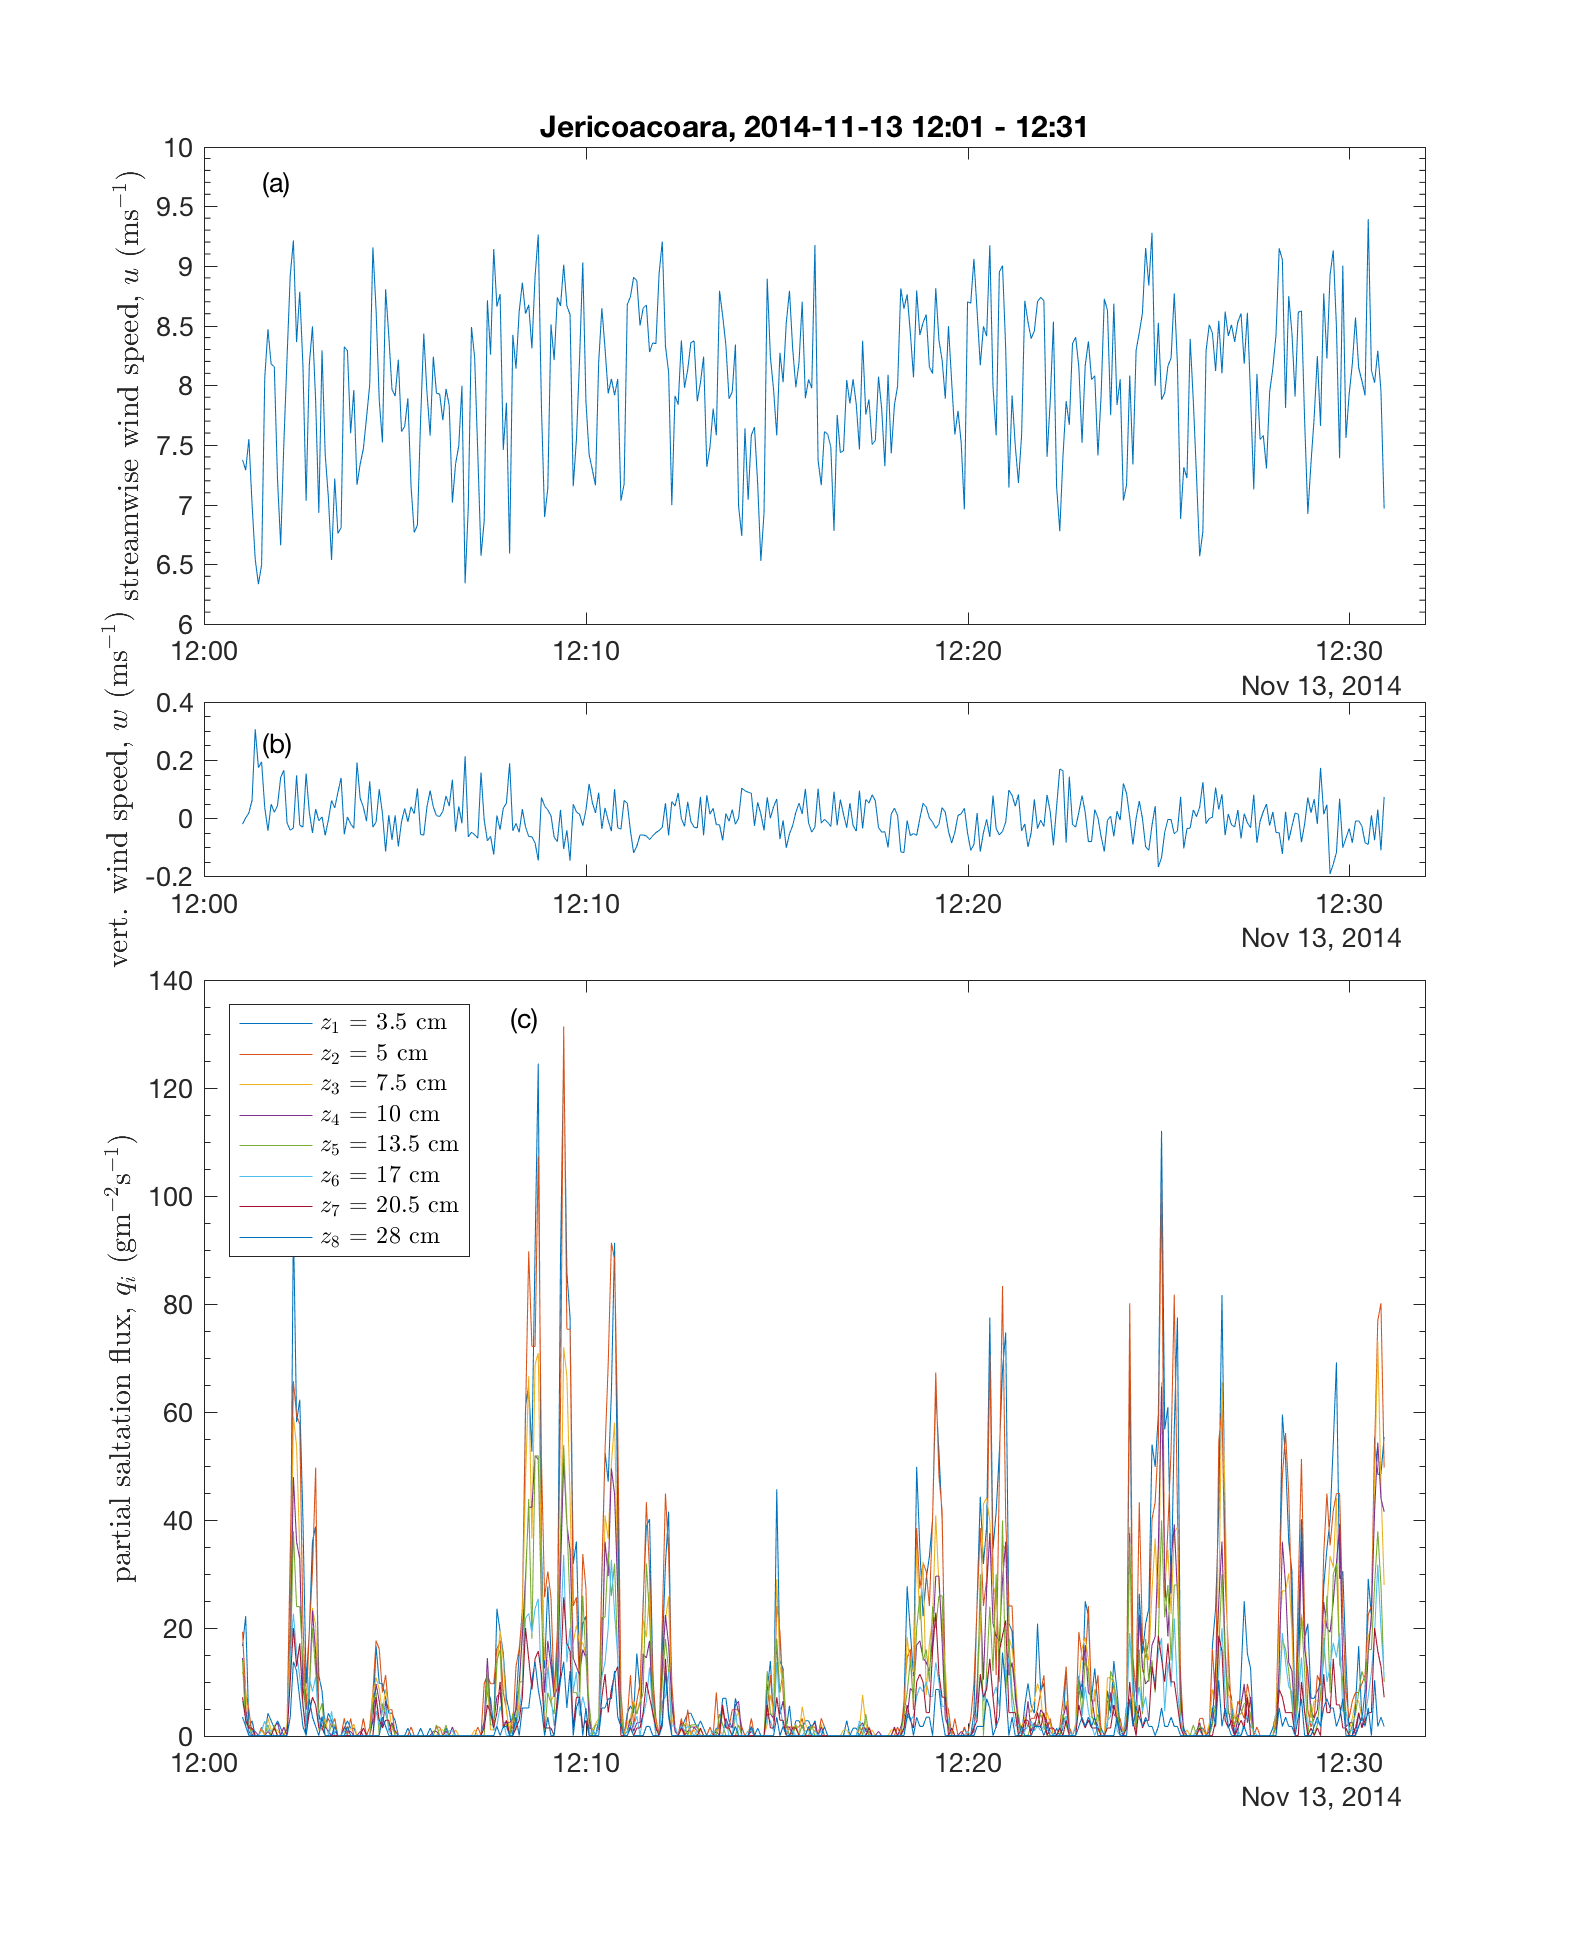 Jericoacoara, 2014-11-13 12:01 - 12:31
streamwise wind speed, u (ms⁻¹)
(a)
10
9.5
9
8.5
8
7.5
7
6.5
6
12:00 12:10 12:20 12:30
Nov 13, 2014
vert. wind speed, w (ms⁻¹)
(b)
0.4
0.2
0
-0.2
12:00 12:10 12:20 12:30
Nov 13, 2014
partial saltation flux, qᵢ (gm⁻²s⁻¹)
(c)
140
120
100
80
60
40
20
0
z₁ = 3.5 cm
z₂ = 5 cm
z₃ = 7.5 cm
z₄ = 10 cm
z₅ = 13.5 cm
z₆ = 17 cm
z₇ = 20.5 cm
z₈ = 28 cm
12:00 12:10 12:20 12:30
Nov 13, 2014